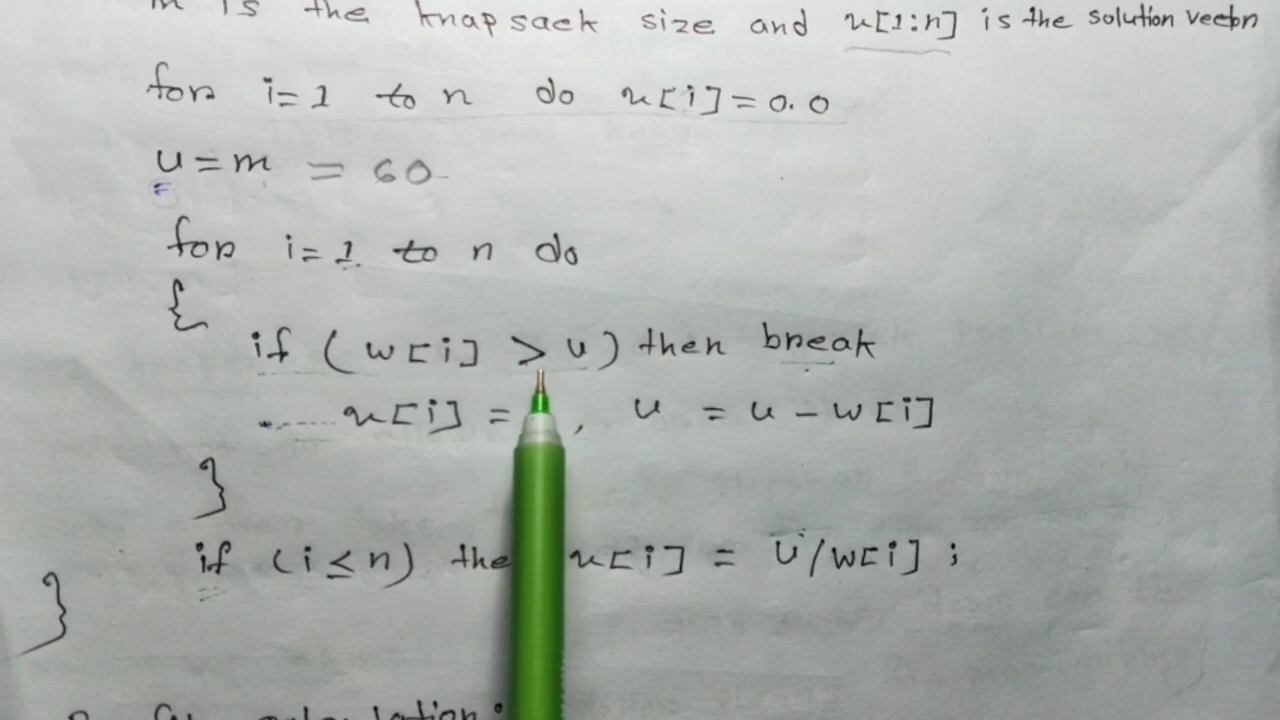 m is the knapsack size and x[1:n] is the solution vector
for i=1 to n do x[i]=0.0
u=m = 60
for i=1 to n do
{
if (w[i] > u) then break
x[i] = , u = u - w[i]
}
if (i≤n) the x[i] = u/w[i] ;
}